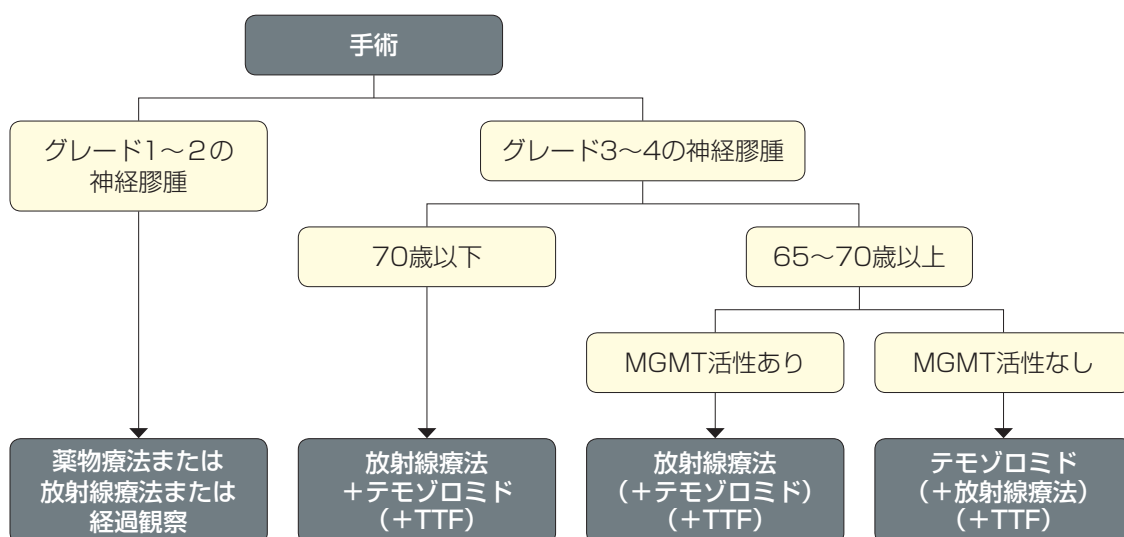 手術
グレード1～2の
神経膠腫
グレード3～4の神経膠腫
70歳以下
65～70歳以上
MGMT活性あり
MGMT活性なし
薬物療法または
放射線療法または
経過観察
放射線療法
＋テモゾロミド
（＋TTF）
放射線療法
（＋テモゾロミド）
（＋TTF）
テモゾロミド
（＋放射線療法）
（＋TTF）